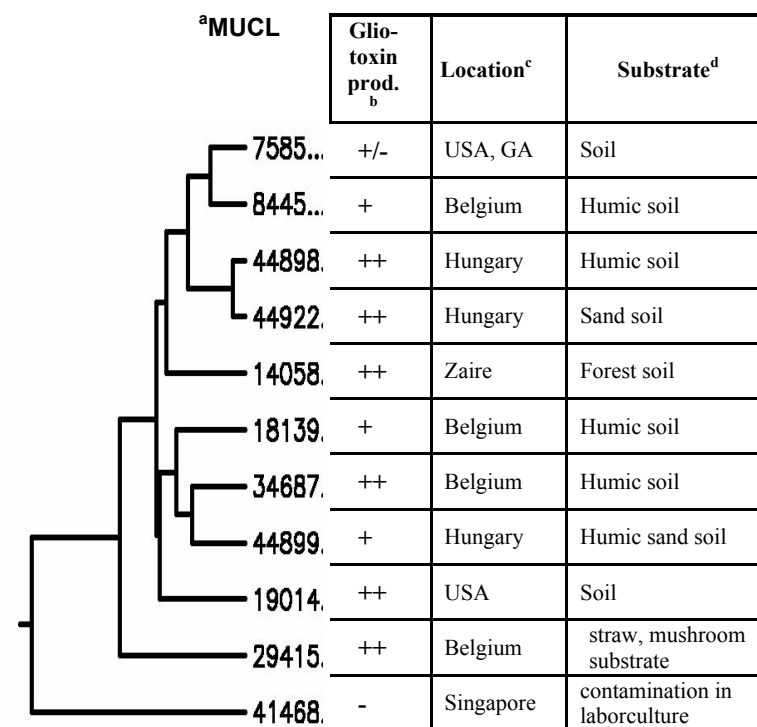 aMUCL
Glio-
toxin
prod.
b
Locationc
Substrated
7585... +/- USA, GA Soil
8445... + Belgium Humic soil
44898. ++ Hungary Humic soil
44922. ++ Hungary Sand soil
14058. ++ Zaire Forest soil
18139. + Belgium Humic soil
34687. ++ Belgium Humic soil
44899. + Hungary Humic sand soil
19014. ++ USA Soil
29415. ++ Belgium straw, mushroom
substrate
41468. - Singapore contamination in
laborculture